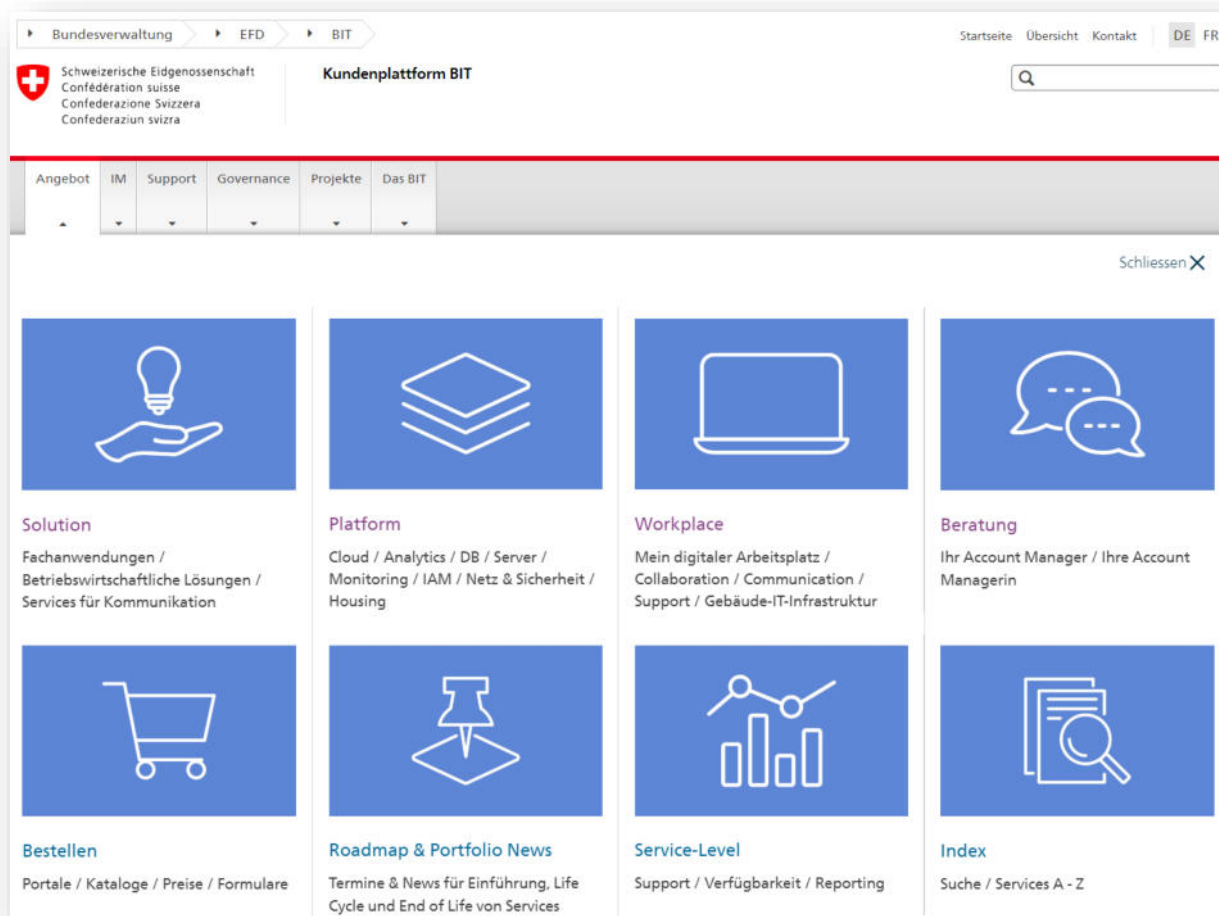 Bundesverwaltung EFD BIT
Startseite Übersicht Kontakt DE FR
Schweizerische Eidgenossenschaft
Confédération suisse
Confederazione Svizzera
Confederaziun svizra
Kundenplattform BIT
Angebot IM Support Governance Projekte Das BIT
Schliessen
Solution
Fachanwendungen /
Betriebswirtschaftliche Lösungen /
Services für Kommunikation
Platform
Cloud / Analytics / DB / Server /
Monitoring / IAM / Netz & Sicherheit /
Housing
Workplace
Mein digitaler Arbeitsplatz /
Collaboration / Communication /
Support / Gebäude-IT-Infrastruktur
Beratung
Ihr Account Manager / Ihre Account
Managerin
Bestellen
Portale / Kataloge / Preise / Formulare
Roadmap & Portfolio News
Termine & News für Einführung, Life
Cycle und End of Life von Services
Service-Level
Support / Verfügbarkeit / Reporting
Index
Suche / Services A - Z